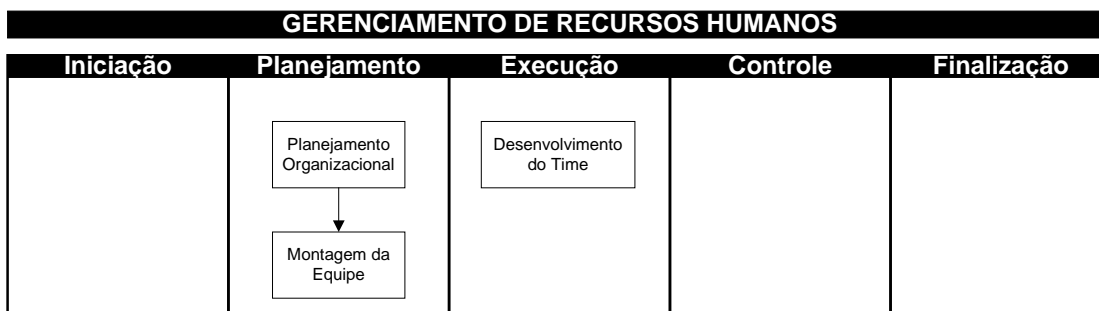 GERENCIAMENTO DE RECURSOS HUMANOS
Iniciação Planejamento Execução Controle Finalização
Planejamento
Organizacional
Desenvolvimento
do Time
Montagem da
Equipe